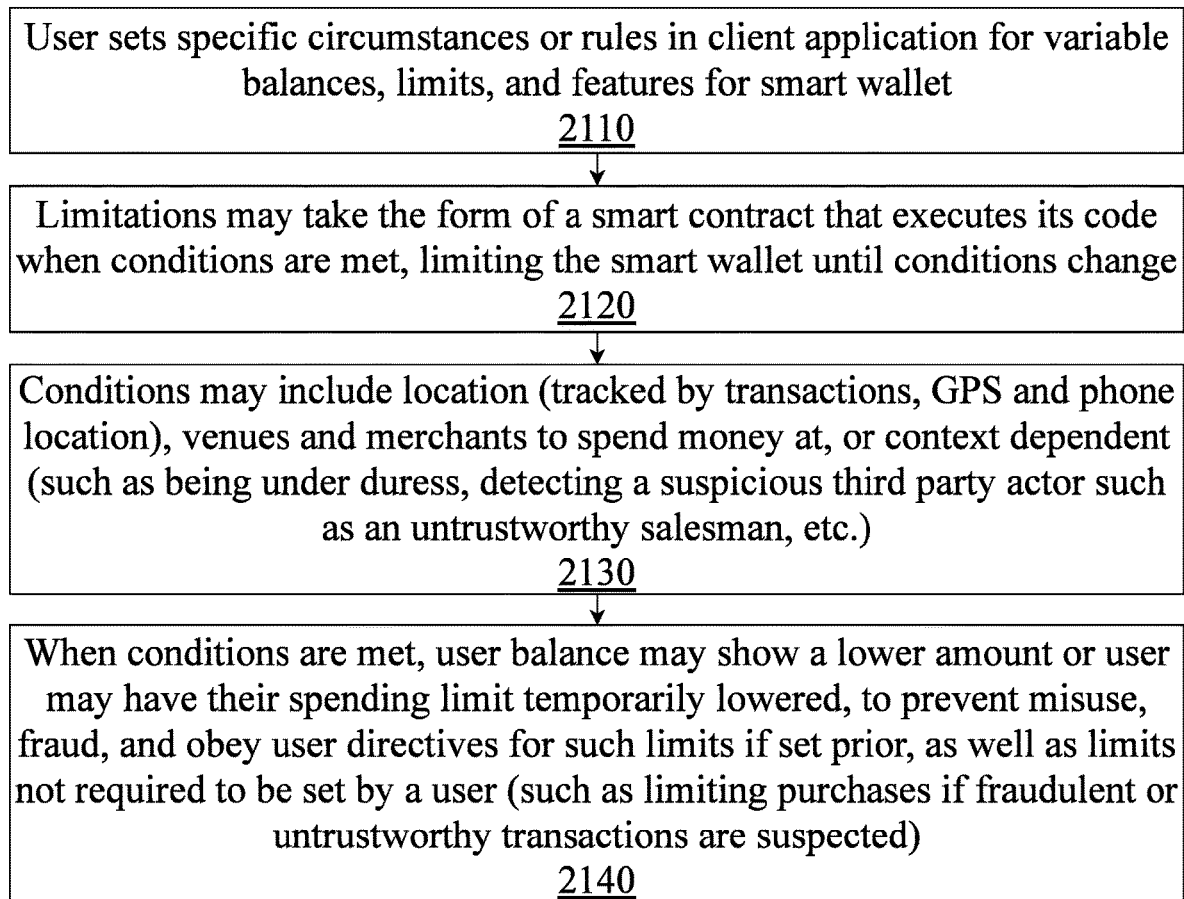 User sets specific circumstances or rules in client application for variable
balances, limits, and features for smart wallet
2110
Limitations may take the form of a smart contract that executes its code
when conditions are met, limiting the smart wallet until conditions change
2120
Conditions may include location (tracked by transactions, GPS and phone
location), venues and merchants to spend money at, or context dependent
(such as being under duress, detecting a suspicious third party actor such
as an untrustworthy salesman, etc.)
2130
When conditions are met, user balance may show a lower amount or user
may have their spending limit temporarily lowered, to prevent misuse,
fraud, and obey user directives for such limits if set prior, as well as limits
not required to be set by a user (such as limiting purchases if fraudulent or
untrustworthy transactions are suspected)
2140